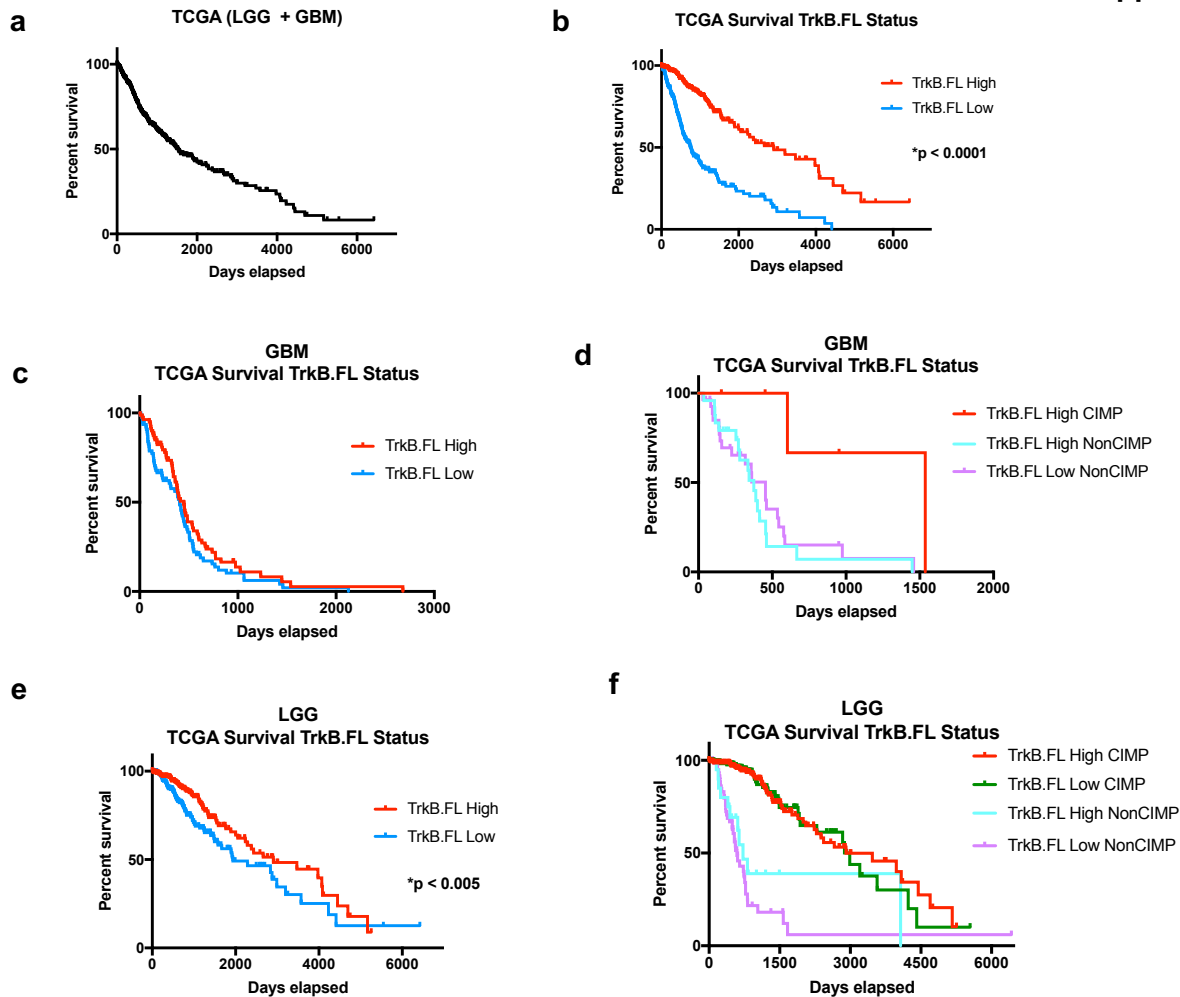 a
TCGA (LGG + GBM)
Percent survival
100
50
0
0 2000 4000 6000
Days elapsed
b
TCGA Survival TrkB.FL Status
Percent survival
100
50
0
0 2000 4000 6000
Days elapsed
TrkB.FL High
TrkB.FL Low
*p < 0.0001
c
GBM
TCGA Survival TrkB.FL Status
Percent survival
100
50
0
0 1000 2000 3000
Days elapsed
TrkB.FL High
TrkB.FL Low
d
GBM
TCGA Survival TrkB.FL Status
Percent survival
100
50
0
0 500 1000 1500 2000
Days elapsed
TrkB.FL High CIMP
TrkB.FL High NonCIMP
TrkB.FL Low NonCIMP
e
LGG
TCGA Survival TrkB.FL Status
Percent survival
100
50
0
0 2000 4000 6000
Days elapsed
TrkB.FL High
TrkB.FL Low
*p < 0.005
f
LGG
TCGA Survival TrkB.FL Status
Percent survival
100
50
0
0 1500 3000 4500 6000
Days elapsed
TrkB.FL High CIMP
TrkB.FL Low CIMP
TrkB.FL High NonCIMP
TrkB.FL Low NonCIMP